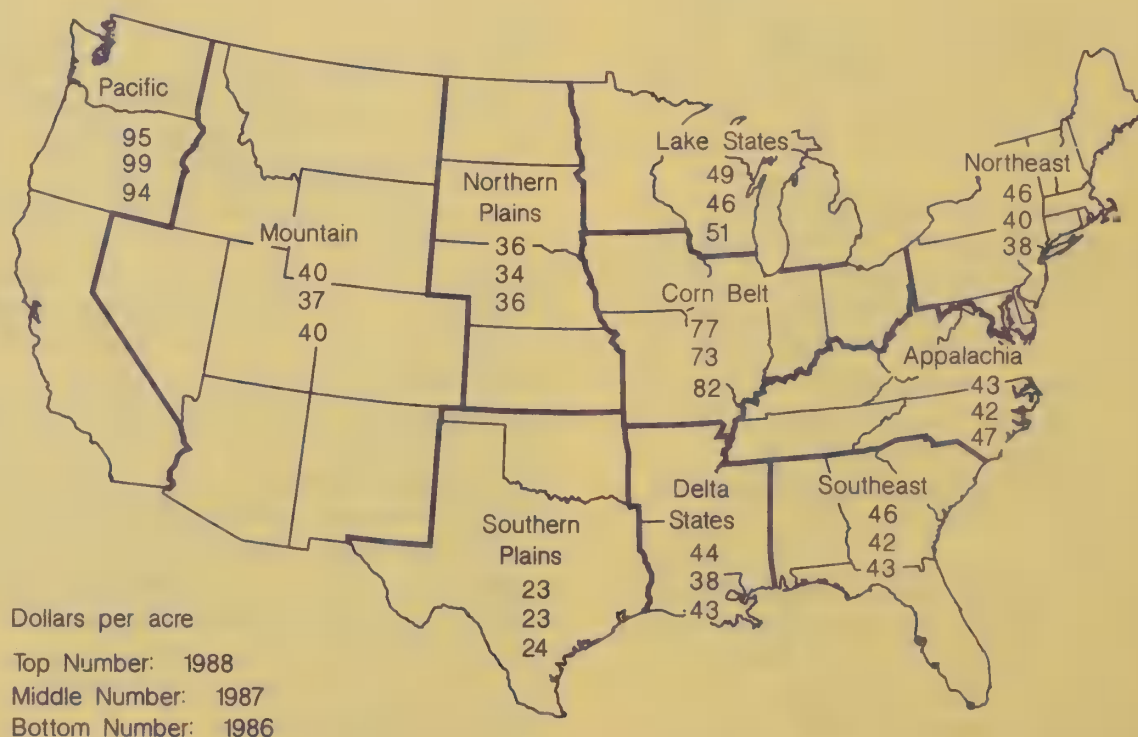 Pacific
95
99
94
Mountain
40
37
40
Northern
Plains
36
34
36
Lake States
49
46
51
Corn Belt
77
73
82
Northeast
46
40
38
Appalachia
43
42
47
Southeast
46
42
43
Delta
States
44
38
43
Southern
Plains
23
23
24
Dollars per acre
Top Number: 1988
Middle Number: 1987
Bottom Number: 1986